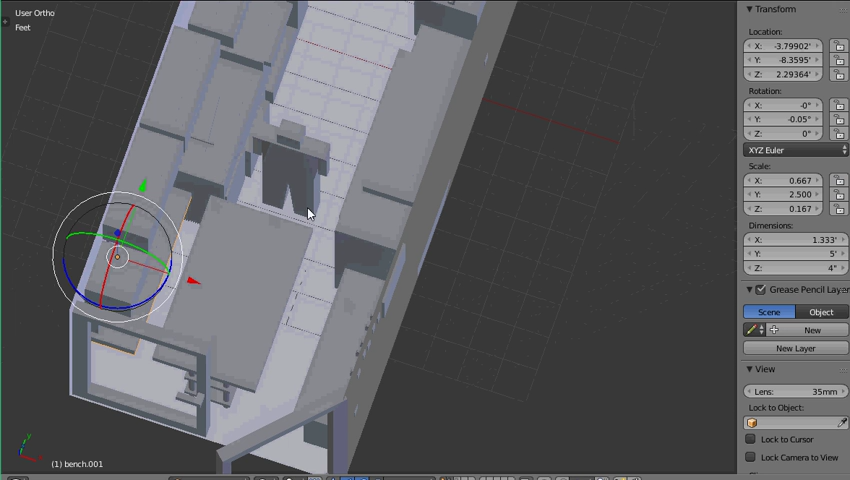 User Ortho
Feet
(1) bench.001
Transform
Location:
X: -3.79902'
Y: -8.3595'
Z: 2.29364'
Rotation:
X: -0°
Y: -0.05°
Z: 0°
XYZ Euler
Scale:
X: 0.667
Y: 2.500
Z: 0.167
Dimensions:
X: 1.333'
Y: 5'
Z: 4"
Grease Pencil Layer
Scene Object
New
New Layer
View
Lens: 35mm
Lock to Object:
Lock to Cursor
Lock Camera to View